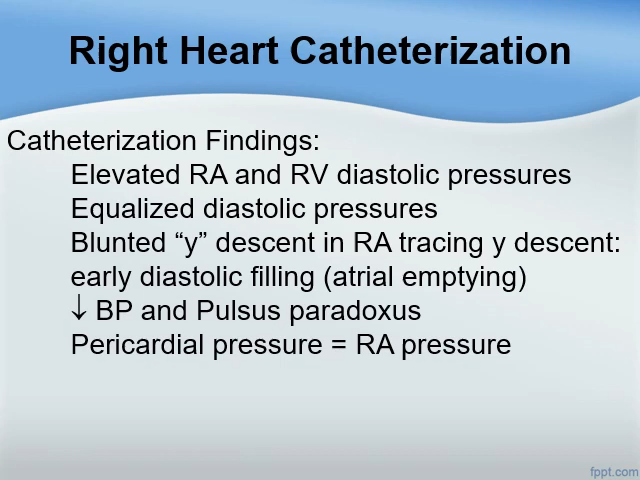 Right Heart Catheterization
Catheterization Findings:
Elevated RA and RV diastolic pressures
Equalized diastolic pressures
Blunted “y” descent in RA tracing y descent:
early diastolic filling (atrial emptying)
↓ BP and Pulsus paradoxus
Pericardial pressure = RA pressure
fppt.com